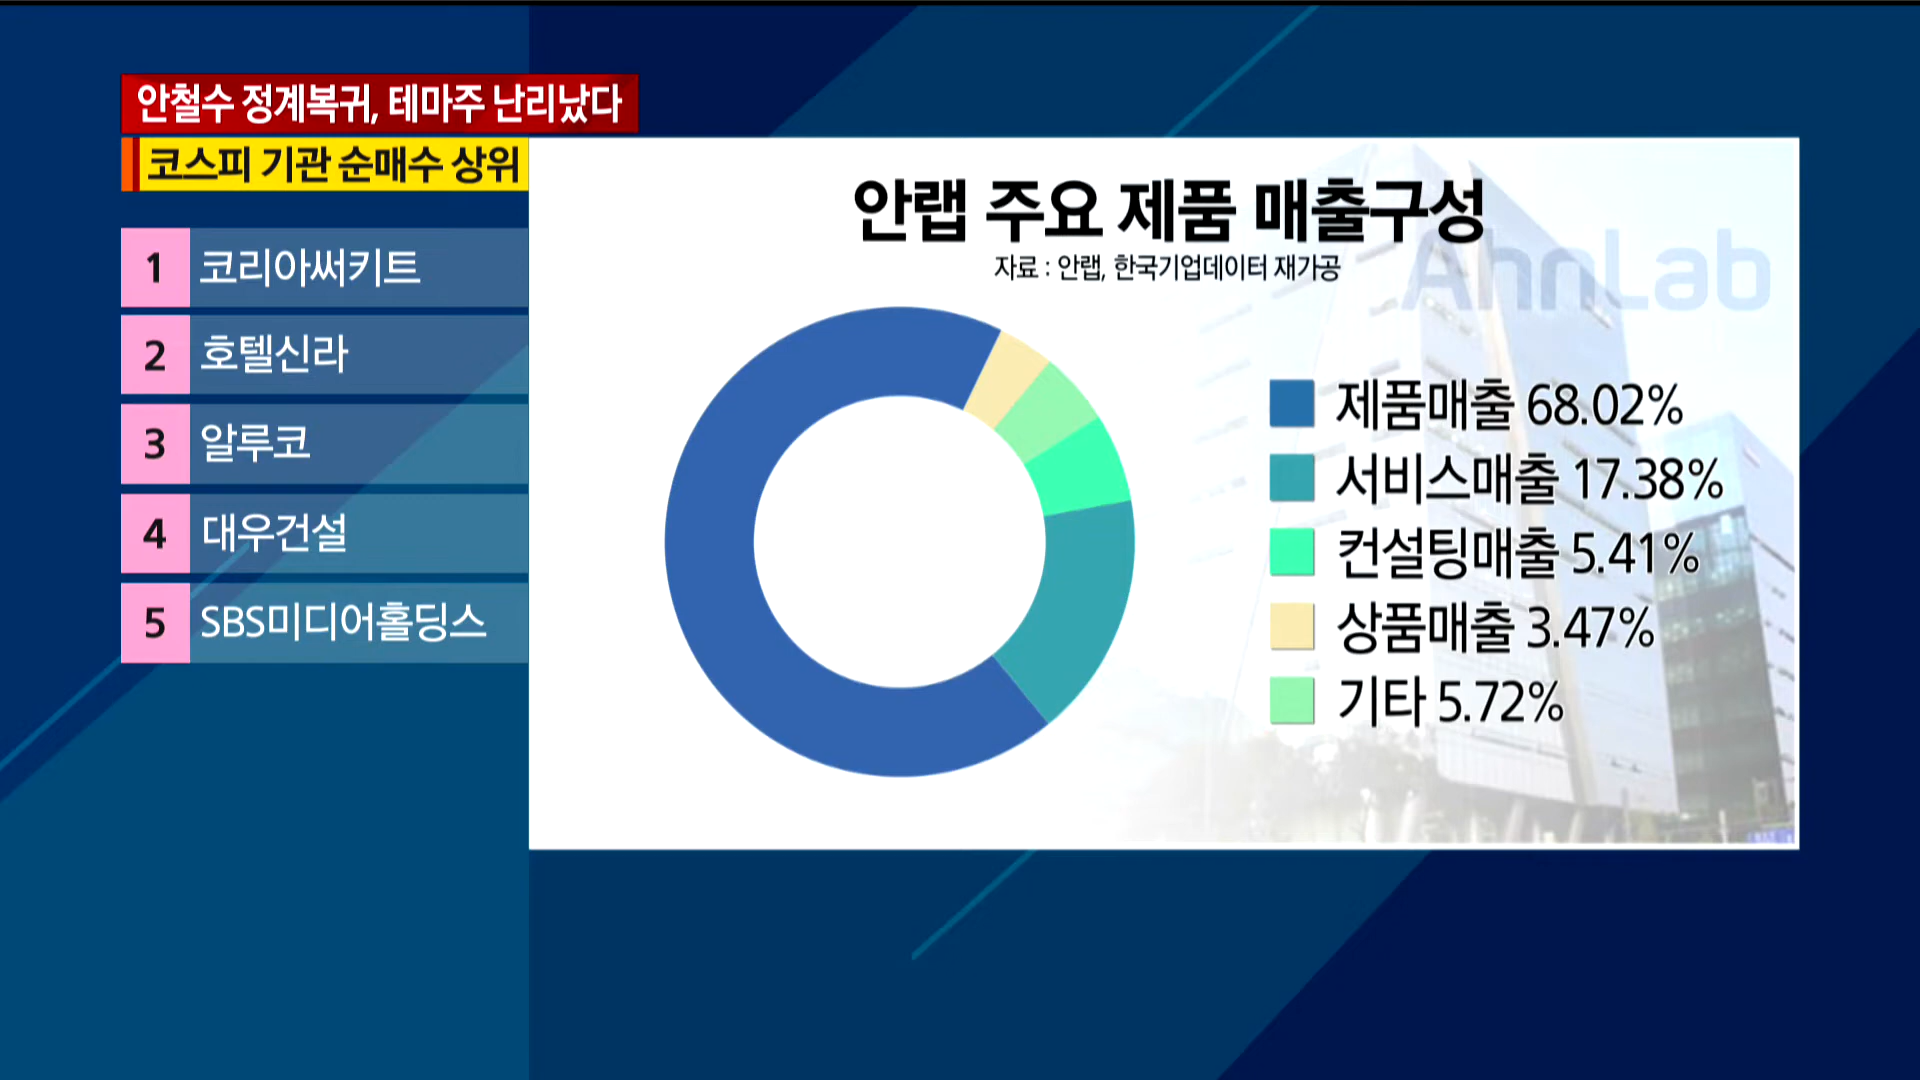 안철수 정계복귀, 테마주 난리났다
코스피 기관 순매수 상위
1 코리아써키트
2 호텔신라
3 알루코
4 대우건설
5 SBS미디어홀딩스
안랩 주요 제품 매출구성
자료 : 안랩, 한국기업데이터 재가공
AhnLab
제품매출 68.02%
서비스매출 17.38%
컨설팅매출 5.41%
상품매출 3.47%
기타 5.72%